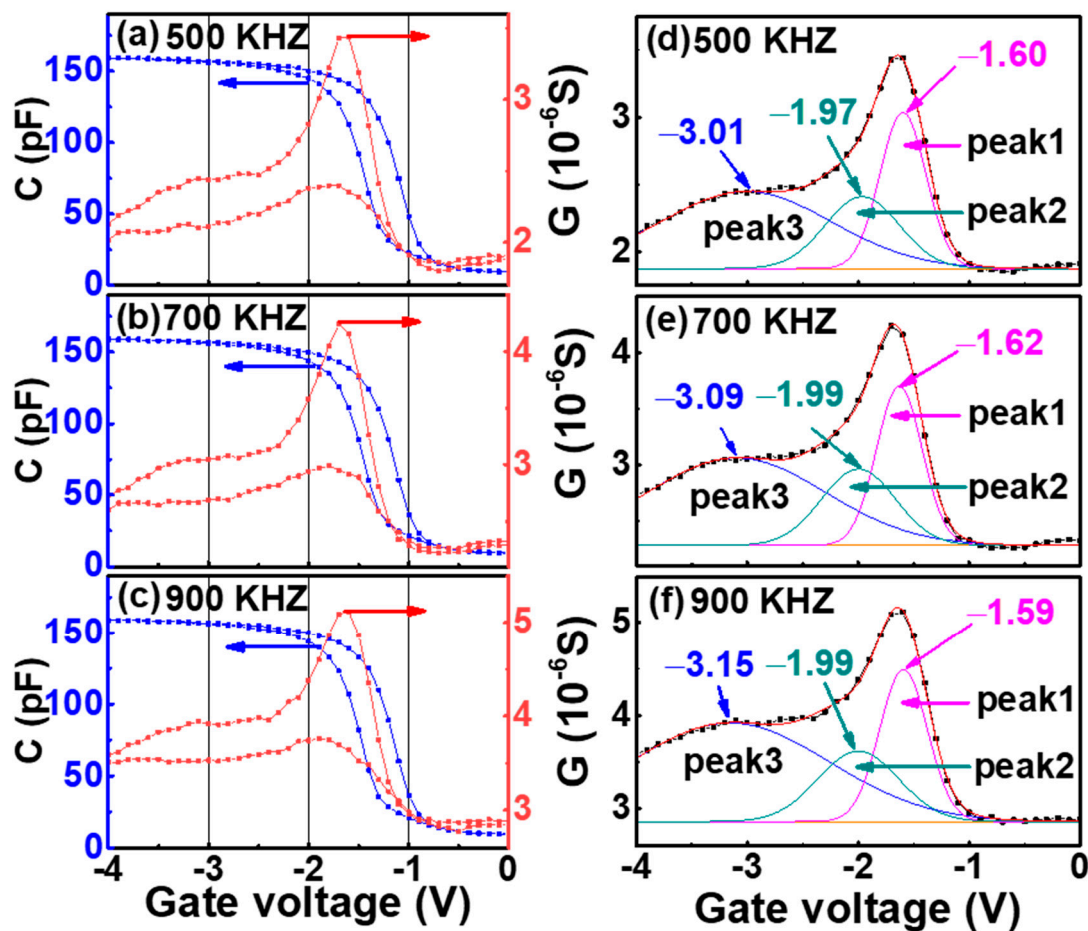 (a) 500 KHZ
C (pF)
150
100
50
0
3
2
G (10⁻⁶S)
(b) 700 KHZ
C (pF)
150
100
50
0
4
3
G (10⁻⁶S)
(c) 900 KHZ
C (pF)
150
100
50
0
5
4
3
G (10⁻⁶S)
-4 -3 -2 -1 0
Gate voltage (V)
(d) 500 KHZ
3
2
−3.01
−1.97
−1.60
peak1
peak2
peak3
(e) 700 KHZ
4
3
−3.09
−1.99
−1.62
peak1
peak2
peak3
(f) 900 KHZ
5
4
3
−3.15
−1.99
−1.59
peak1
peak2
peak3
-4 -3 -2 -1 0
Gate voltage (V)